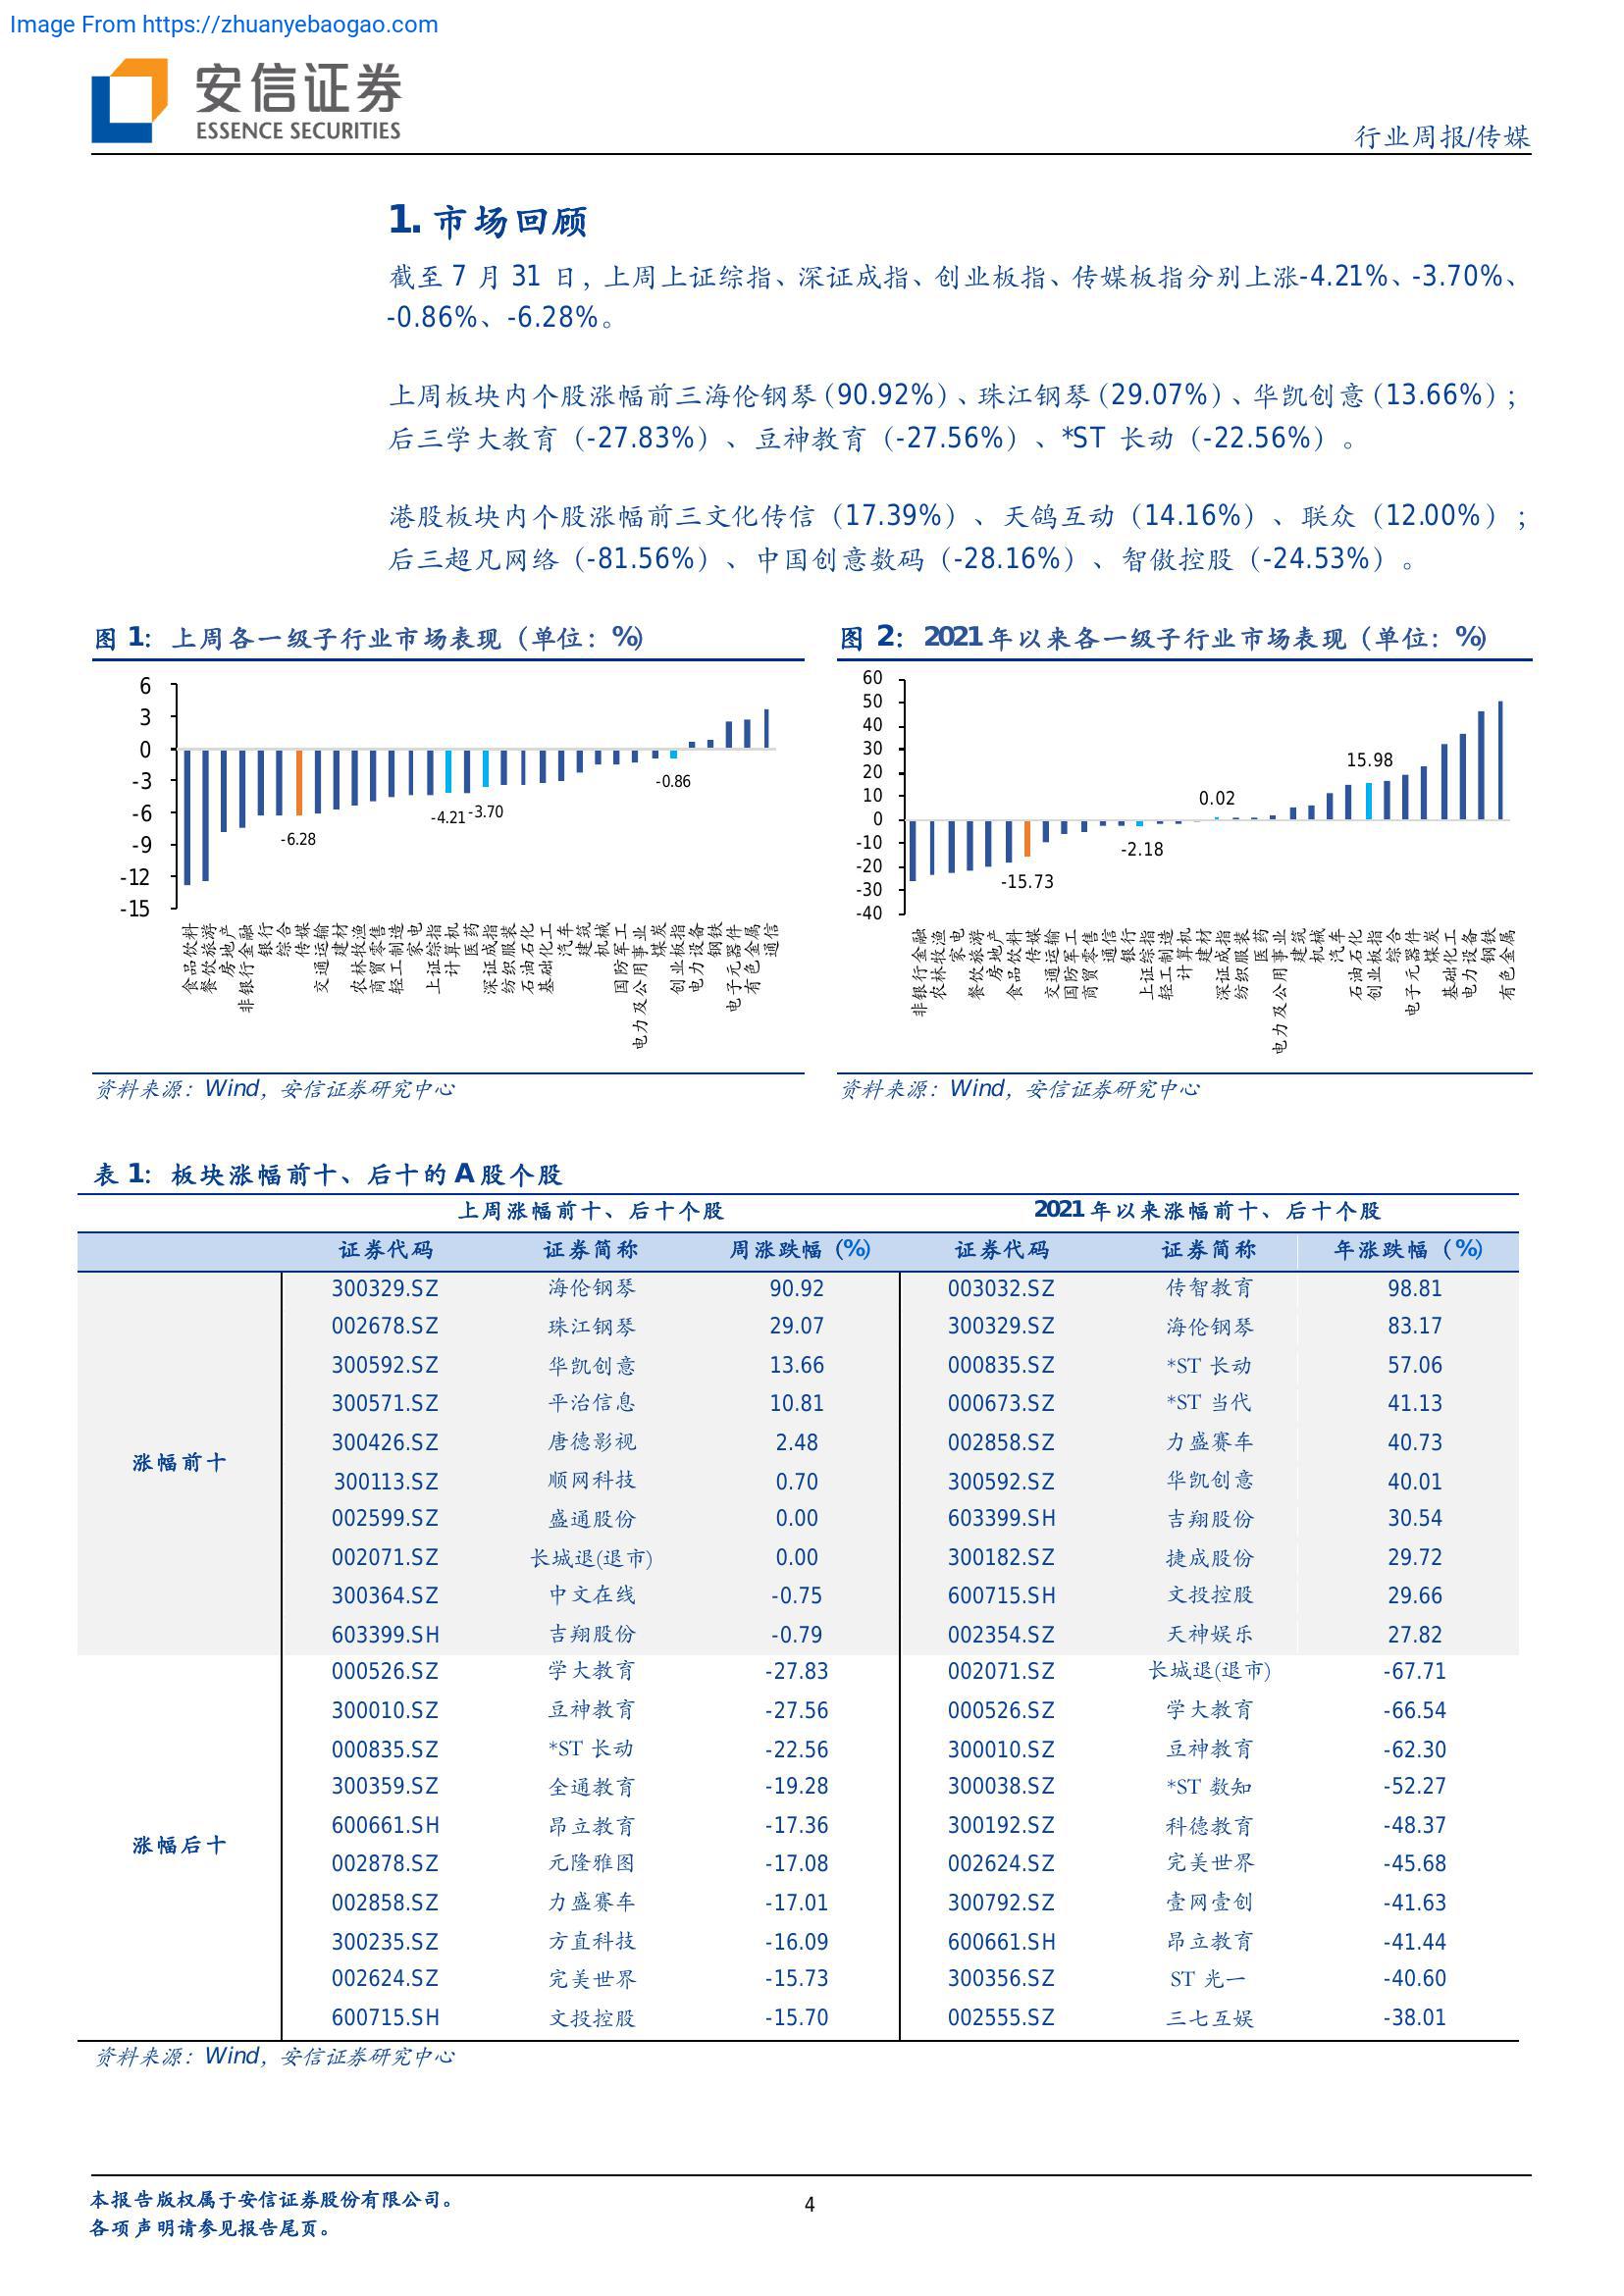 Image From https://zhuanyebaogao.com
安信证券
ESSENCE SECURITIES
行业周报/传媒
1. 市场回顾
截至 7 月 31 日，上周上证综指、深证成指、创业板指、传媒板指分别上涨-4.21%、-3.70%、
-0.86%、-6.28%。
上周板块内个股涨幅前三海伦钢琴（90.92%）、珠江钢琴（29.07%）、华凯创意（13.66%）；
后三学大教育（-27.83%）、豆神教育（-27.56%）、*ST 长动（-22.56%）。
港股板块内个股涨幅前三文化传信（17.39%）、天鸽互动（14.16%）、联众（12.00%）；
后三超凡网络（-81.56%）、中国创意数码（-28.16%）、智傲控股（-24.53%）。
图 1：上周各一级子行业市场表现（单位：%）
6
3
0
-3
-6
-9
-12
-15
-6.28
-4.21
-3.70
-0.86
食品饮料
餐饮旅游
房地产
非银行金融
银行
综合
传媒
交通运输
建材
农林牧渔
商贸零售
轻工制造
家电
上证综指
计算机
医药
深证成指
纺织服装
石油石化
基础化工
汽车
建筑
机械
国防军工
电力及公用事业
煤炭
创业板指
电力设备
钢铁
电子元器件
有色金属
通信
资料来源：Wind，安信证券研究中心
图 2：2021 年以来各一级子行业市场表现（单位：%）
60
50
40
30
20
10
0
-10
-20
-30
-40
-15.73
-2.18
0.02
15.98
非银行金融
农林牧渔
家电
餐饮旅游
房地产
食品饮料
传媒
交通运输
国防军工
商贸零售
通信
银行
上证综指
轻工制造
计算机
建材
深证成指
纺织服装
医药
电力及公用事业
建筑
机械
汽车
石油石化
创业板指
综合
电子元器件
煤炭
基础化工
电力设备
钢铁
有色金属
资料来源：Wind，安信证券研究中心
表 1：板块涨幅前十、后十的 A 股个股
上周涨幅前十、后十个股 2021 年以来涨幅前十、后十个股
证券代码 证券简称 周涨跌幅（%） 证券代码 证券简称 年涨跌幅（%）
涨幅前十
300329.SZ 海伦钢琴 90.92 003032.SZ 传智教育 98.81
002678.SZ 珠江钢琴 29.07 300329.SZ 海伦钢琴 83.17
300592.SZ 华凯创意 13.66 000835.SZ *ST 长动 57.06
300571.SZ 平治信息 10.81 000673.SZ *ST 当代 41.13
300426.SZ 唐德影视 2.48 002858.SZ 力盛赛车 40.73
300113.SZ 顺网科技 0.70 300592.SZ 华凯创意 40.01
002599.SZ 盛通股份 0.00 603399.SH 吉翔股份 30.54
002071.SZ 长城退(退市) 0.00 300182.SZ 捷成股份 29.72
300364.SZ 中文在线 -0.75 600715.SH 文投控股 29.66
603399.SH 吉翔股份 -0.79 002354.SZ 天神娱乐 27.82
涨幅后十
000526.SZ 学大教育 -27.83 002071.SZ 长城退(退市) -67.71
300010.SZ 豆神教育 -27.56 000526.SZ 学大教育 -66.54
000835.SZ *ST 长动 -22.56 300010.SZ 豆神教育 -62.30
300359.SZ 全通教育 -19.28 300038.SZ *ST 数知 -52.27
600661.SH 昂立教育 -17.36 300192.SZ 科德教育 -48.37
002878.SZ 元隆雅图 -17.08 002624.SZ 完美世界 -45.68
002858.SZ 力盛赛车 -17.01 300792.SZ 壹网壹创 -41.63
300235.SZ 方直科技 -16.09 600661.SH 昂立教育 -41.44
002624.SZ 完美世界 -15.73 300356.SZ ST 光一 -40.60
600715.SH 文投控股 -15.70 002555.SZ 三七互娱 -38.01
资料来源：Wind，安信证券研究中心
本报告版权属于安信证券股份有限公司。
各项声明请参见报告尾页。
4